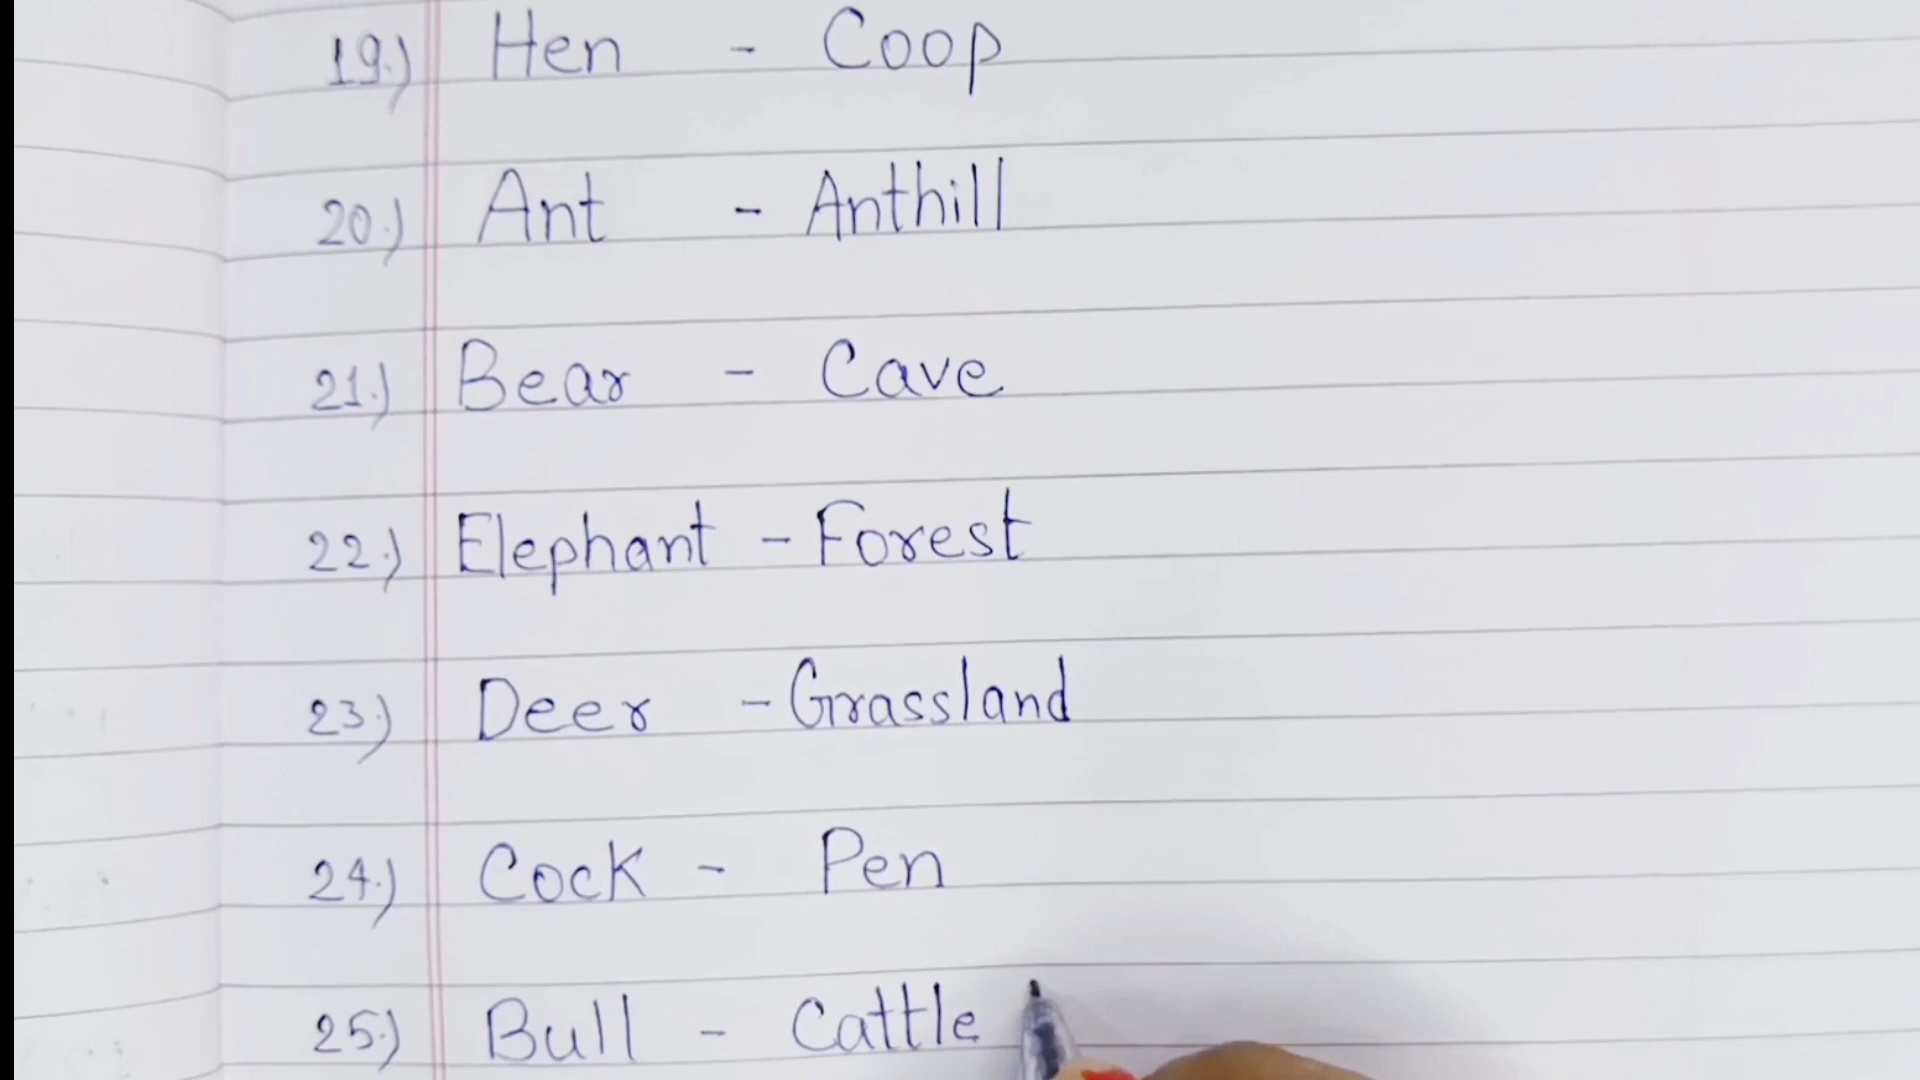 19.) Hen - Coop
20.) Ant - Anthill
21.) Bear - Cave
22.) Elephant - Forest
23.) Deer - Grassland
24.) Cock - Pen
25.) Bull - Cattle